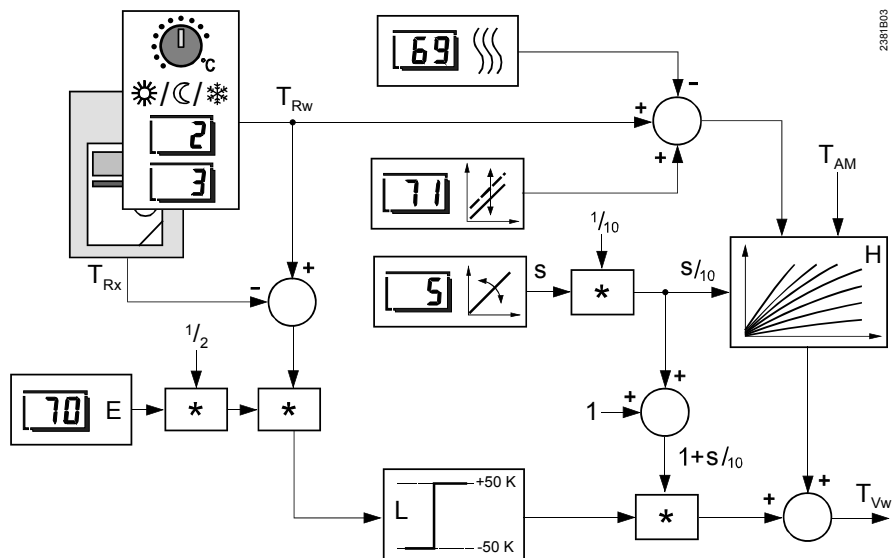 69
2381B03
°C
/
/
T_Rw
-
2
+
3
+
T_AM
71
1/10
H
T_Rx
-
+
5
s
*
s/10
1/2
70
E
*
*
1
+
+
1+s/10
+50 K
L
-50 K
*
+
+
T_Vw